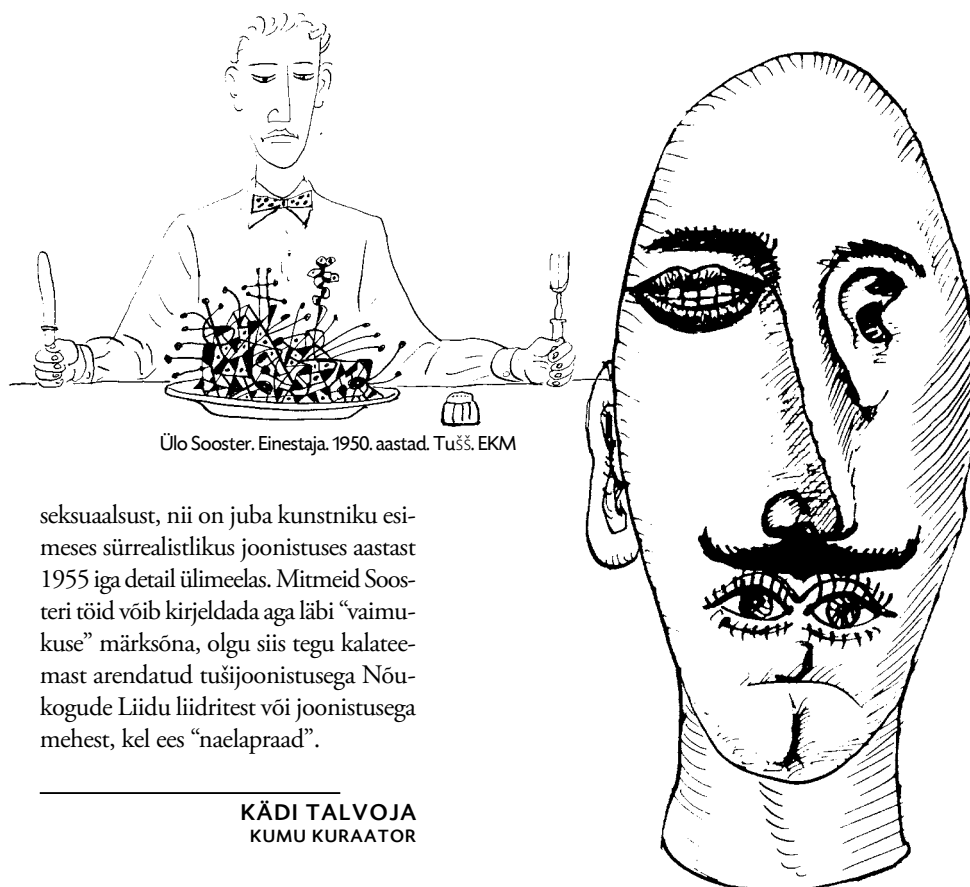 Ülo Sooster. Einestaja. 1950. aastad. Tušš. EKM
seksuaalsust, nii on juba kunstniku esi-
meses sürrealistlikus joonistuses aastast
1955 iga detail ülimeelas. Mitmeid Soos-
teri töid võib kirjeldada aga läbi “vaimu-
kuse” märksõna, olgu siis tegu kalatee-
mast arendatud tušijoonistusega Nõu-
kogude Liidu liidritest või joonistusega
mehest, kel ees “naelapraad”.
KÄDI TALVOJA
KUMU KURAATOR